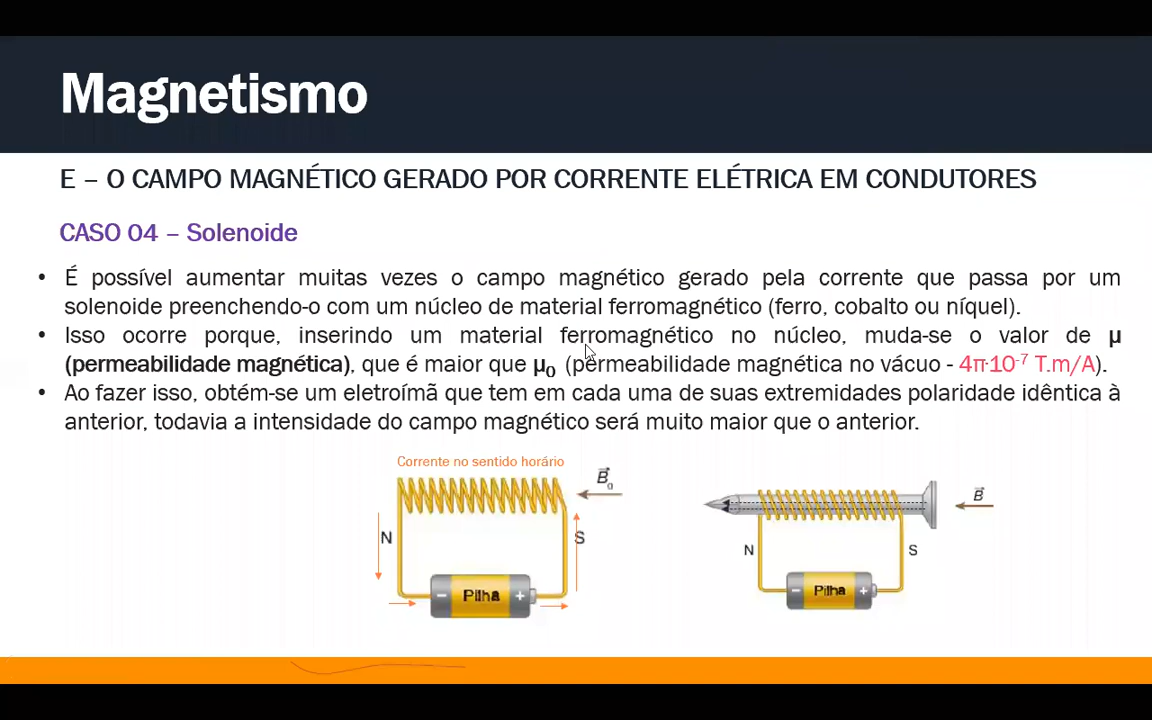 Magnetismo
E – O CAMPO MAGNÉTICO GERADO POR CORRENTE ELÉTRICA EM CONDUTORES
CASO 04 – Solenoide
• É possível aumentar muitas vezes o campo magnético gerado pela corrente que passa por um
solenoide preenchendo-o com um núcleo de material ferromagnético (ferro, cobalto ou níquel).
• Isso ocorre porque, inserindo um material ferromagnético no núcleo, muda-se o valor de μ
(permeabilidade magnética), que é maior que μ₀ (permeabilidade magnética no vácuo - 4π·10⁻⁷ T.m/A).
• Ao fazer isso, obtém-se um eletroímã que tem em cada uma de suas extremidades polaridade idêntica à
anterior, todavia a intensidade do campo magnético será muito maior que o anterior.
Corrente no sentido horário
B⃗₀
N
S
– Pilha +
B⃗
N
S
– Pilha +